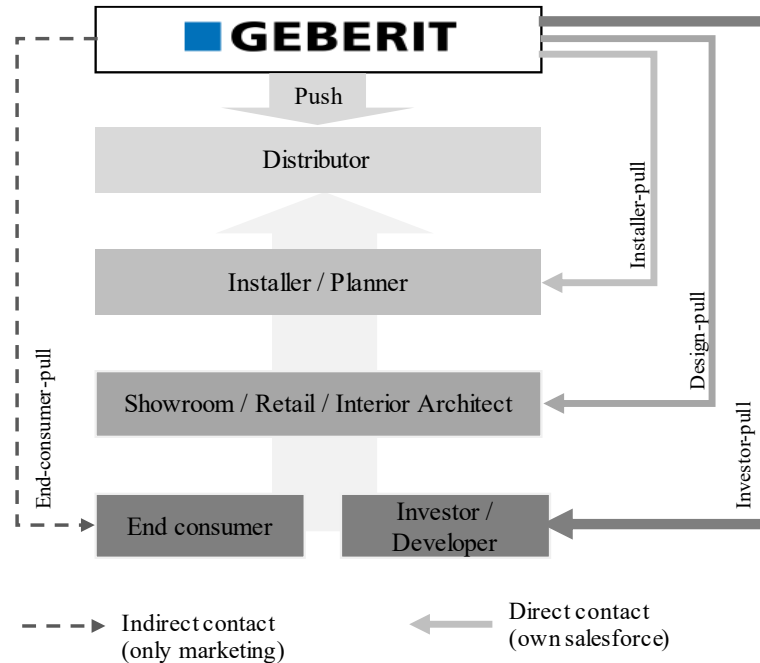 GEBERIT
Push
Distributor
Installer / Planner
Showroom / Retail / Interior Architect
End consumer
Investor /
Developer
End-consumer-pull
Installer-pull
Design-pull
Investor-pull
Indirect contact
(only marketing)
Direct contact
(own salesforce)